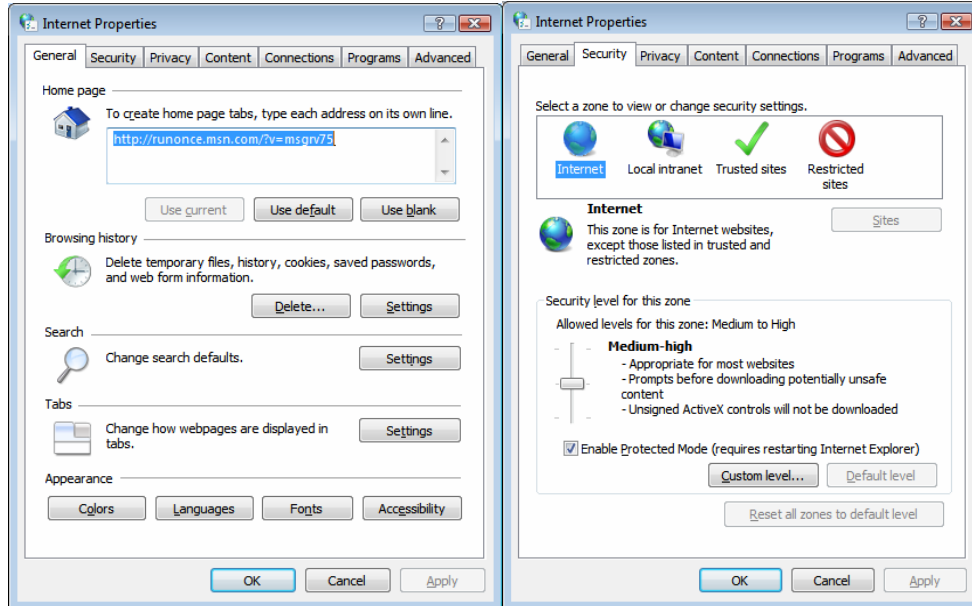 Internet Properties
General Security Privacy Content Connections Programs Advanced
Home page
To create home page tabs, type each address on its own line.
http://runonce.msn.com/?v=msgrv75
Use current Use default Use blank
Browsing history
Delete temporary files, history, cookies, saved passwords,
and web form information.
Delete... Settings
Search
Change search defaults.
Settings
Tabs
Change how webpages are displayed in
tabs.
Settings
Appearance
Colors Languages Fonts Accessibility
OK Cancel Apply
Internet Properties
General Security Privacy Content Connections Programs Advanced
Select a zone to view or change security settings.
Internet Local intranet Trusted sites Restricted
sites
Internet
Sites
This zone is for Internet websites,
except those listed in trusted and
restricted zones.
Security level for this zone
Allowed levels for this zone: Medium to High
Medium-high
- Appropriate for most websites
- Prompts before downloading potentially unsafe
content
- Unsigned ActiveX controls will not be downloaded
Enable Protected Mode (requires restarting Internet Explorer)
Custom level... Default level
Reset all zones to default level
OK Cancel Apply